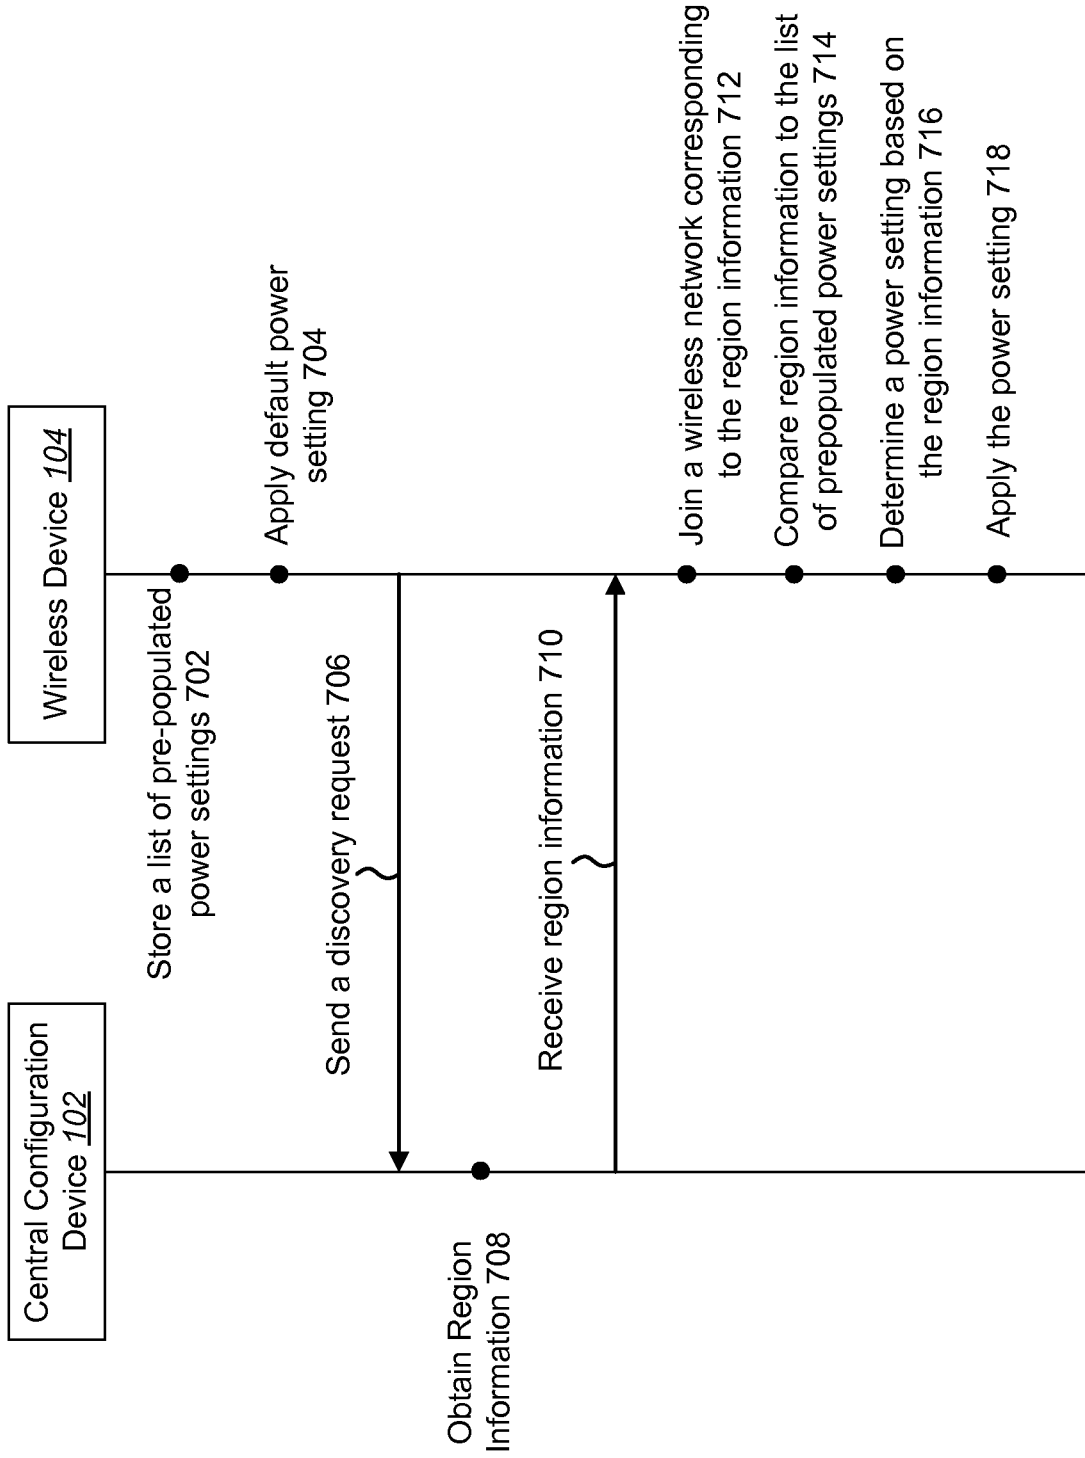 Central Configuration
Device 102
Wireless Device 104
Store a list of pre-populated
power settings 702
Apply default power
setting 704
Send a discovery request 706
Obtain Region
Information 708
Receive region information 710
Join a wireless network corresponding
to the region information 712
Compare region information to the list
of prepopulated power settings 714
Determine a power setting based on
the region information 716
Apply the power setting 718